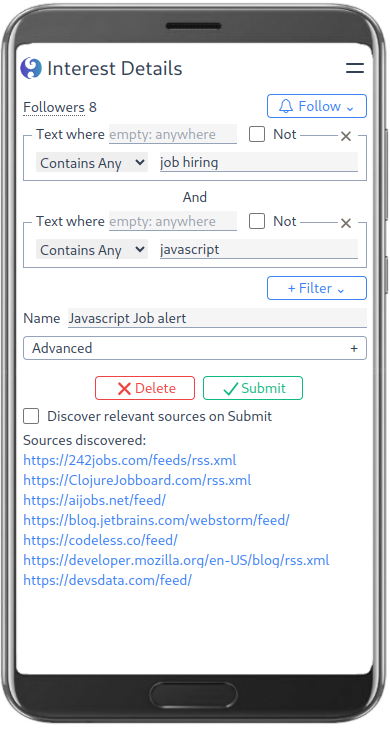 Interest Details
Followers 8 Follow
Text where empty: anywhere Not ×
Contains Any job hiring
And
Text where empty: anywhere Not ×
Contains Any javascript
+ Filter
Name Javascript Job alert
Advanced +
Delete Submit
Discover relevant sources on Submit
Sources discovered:
https://242jobs.com/feeds/rss.xml
https://ClojureJobboard.com/rss.xml
https://aijobs.net/feed/
https://blog.jetbrains.com/webstorm/feed/
https://codeless.co/feed/
https://developer.mozilla.org/en-US/blog/rss.xml
https://devsdata.com/feed/